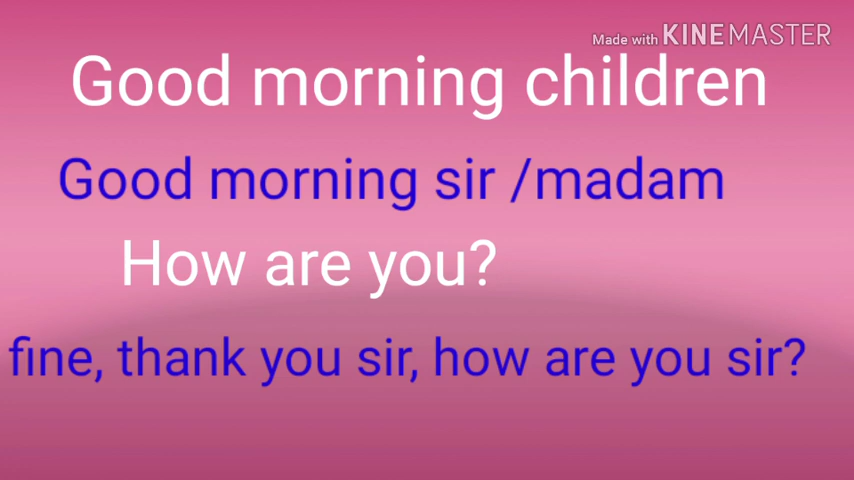 Made with KINEMASTER
Good morning children
Good morning sir /madam
How are you?
fine, thank you sir, how are you sir?